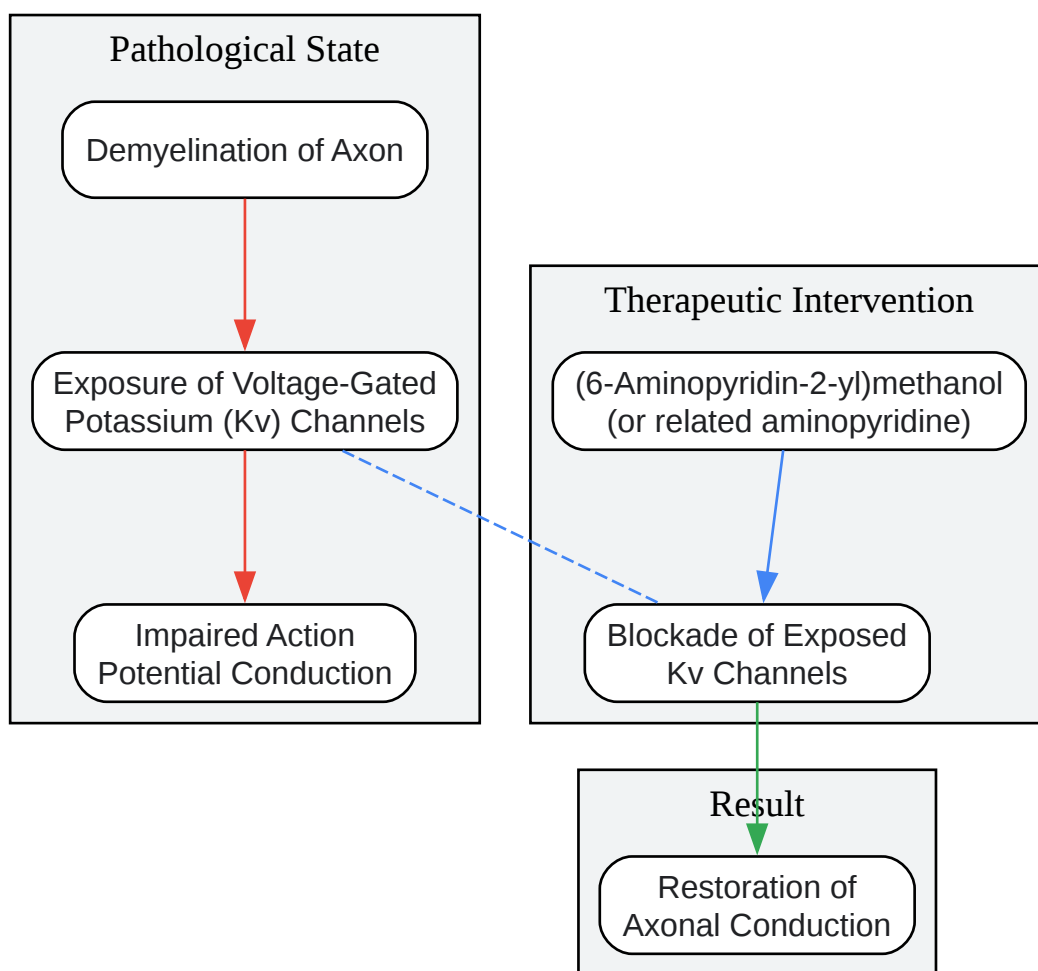 Pathological State
Demyelination of Axon
Exposure of Voltage-Gated
Potassium (Kv) Channels
Impaired Action
Potential Conduction
Therapeutic Intervention
(6-Aminopyridin-2-yl)methanol
(or related aminopyridine)
Blockade of Exposed
Kv Channels
Result
Restoration of
Axonal Conduction